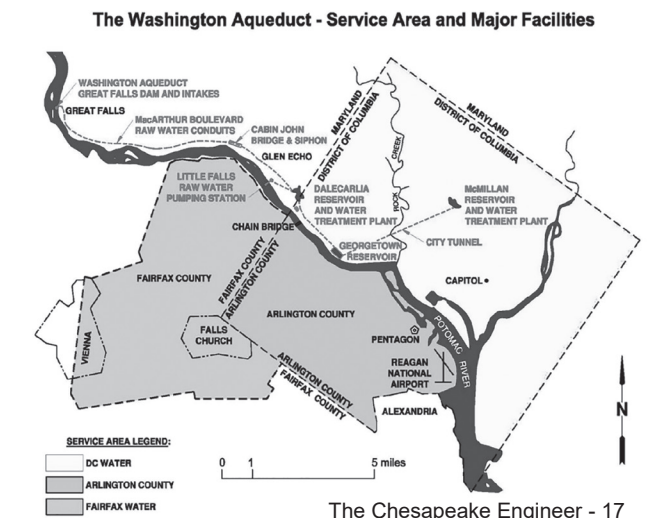 The Washington Aqueduct - Service Area and Major Facilities
WASHINGTON AQUEDUCT
GREAT FALLS DAM AND INTAKES
GREAT FALLS
MacARTHUR BOULEVARD
RAW WATER CONDUITS
CABIN JOHN
BRIDGE & SIPHON
GLEN ECHO
MARYLAND
DISTRICT OF COLUMBIA
MARYLAND
DISTRICT OF COLUMBIA
LITTLE FALLS
RAW WATER
PUMPING STATION
DALECARLIA
RESERVOIR
AND WATER
TREATMENT PLANT
ROCK CREEK
McMILLAN
RESERVOIR
AND WATER
TREATMENT PLANT
CHAIN BRIDGE
GEORGETOWN
RESERVOIR
CITY TUNNEL
FAIRFAX COUNTY
ARLINGTON COUNTY
FAIRFAX COUNTY
CAPITOL
ARLINGTON COUNTY
FALLS
CHURCH
VIENNA
PENTAGON
POTOMAC RIVER
REAGAN
NATIONAL
AIRPORT
ARLINGTON COUNTY
FAIRFAX COUNTY
ALEXANDRIA
N
SERVICE AREA LEGEND:
DC WATER
ARLINGTON COUNTY
FAIRFAX WATER
0 1 5 miles
The Chesapeake Engineer - 17